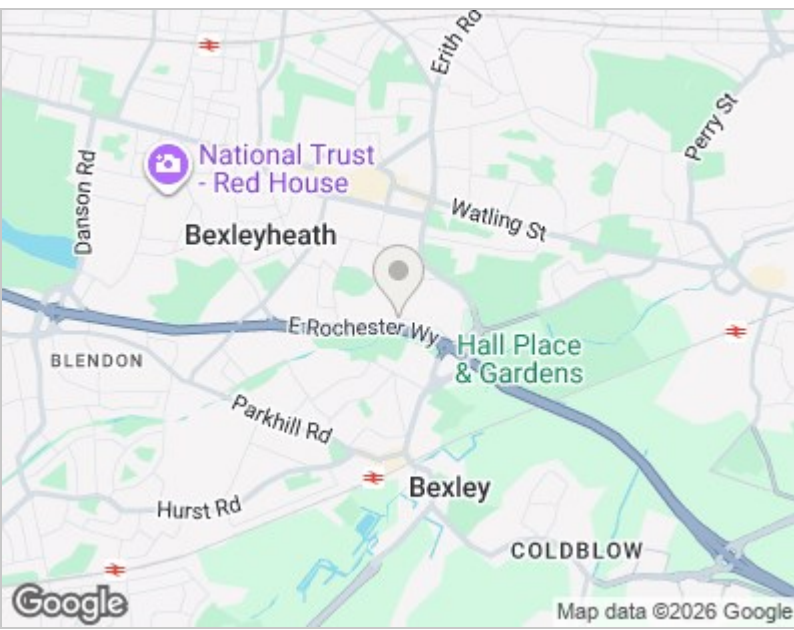 Erith Rd
Perry St
National Trust
- Red House
Danson Rd
Watling St
Bexleyheath
E Rochester Wy
Hall Place
& Gardens
BLENDON
Parkhill Rd
Bexley
Hurst Rd
COLDBLOW
Google
Map data ©2026 Google